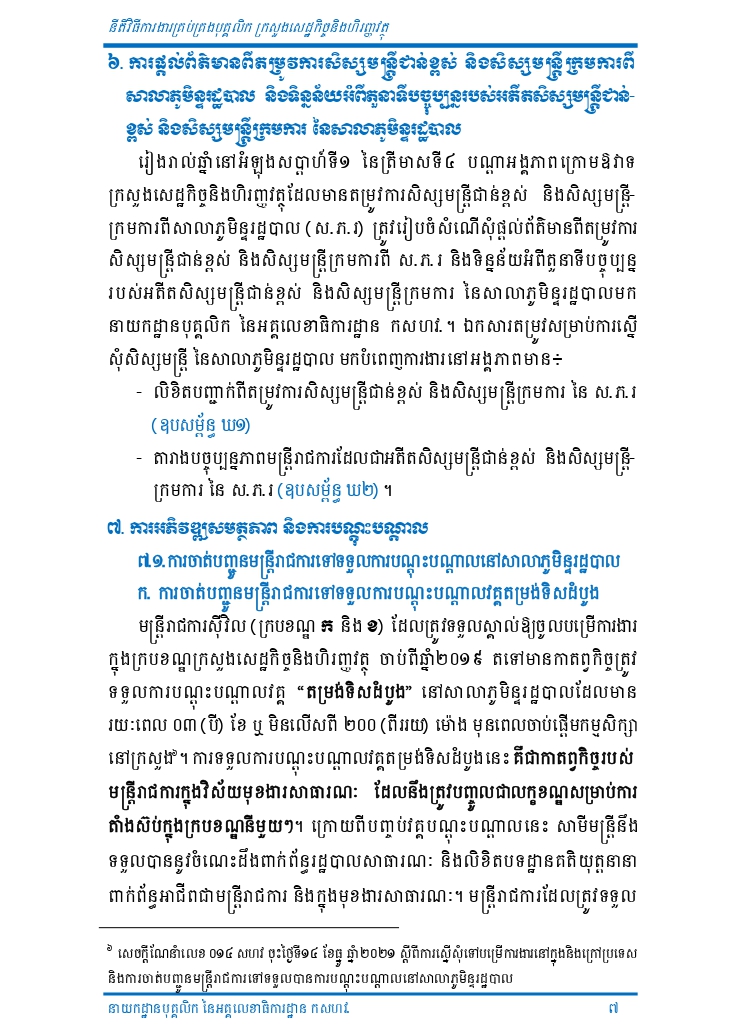 នីតិវិធីការងារគ្រប់គ្រងបុគ្គលិក ក្រសួងសេដ្ឋកិច្ចនិងហិរញ្ញវត្ថុ
៦. ការផ្តល់ព័ត៌មានពីតម្រូវការសិស្សមន្ត្រីជាន់ខ្ពស់ និងសិស្សមន្ត្រីក្រមការពី
សាលាភូមិន្ទរដ្ឋបាល និងទិន្នន័យអំពីតួនាទីបច្ចុប្បន្នរបស់អតីតសិស្សមន្ត្រីជាន់-
ខ្ពស់ និងសិស្សមន្ត្រីក្រមការ នៃសាលាភូមិន្ទរដ្ឋបាល
រៀងរាល់ឆ្នាំនៅអំឡុងសប្តាហ៍ទី១ នៃត្រីមាសទី៤ បណ្តាអង្គភាពក្រោមឱវាទ
ក្រសួងសេដ្ឋកិច្ចនិងហិរញ្ញវត្ថុដែលមានតម្រូវការសិស្សមន្ត្រីជាន់ខ្ពស់ និងសិស្សមន្ត្រី-
ក្រមការពីសាលាភូមិន្ទរដ្ឋបាល (ស.ភ.រ) ត្រូវរៀបចំសំណើសុំផ្តល់ព័ត៌មានពីតម្រូវការ
សិស្សមន្ត្រីជាន់ខ្ពស់ និងសិស្សមន្ត្រីក្រមការពី ស.ភ.រ និងទិន្នន័យអំពីតួនាទីបច្ចុប្បន្ន
របស់អតីតសិស្សមន្ត្រីជាន់ខ្ពស់ និងសិស្សមន្ត្រីក្រមការ នៃសាលាភូមិន្ទរដ្ឋបាលមក
នាយកដ្ឋានបុគ្គលិក នៃអគ្គលេខាធិការដ្ឋាន កសហវ.។ ឯកសារតម្រូវសម្រាប់ការស្នើ
សុំសិស្សមន្ត្រី នៃសាលាភូមិន្ទរដ្ឋបាល មកបំពេញការងារនៅអង្គភាពមាន៖
- លិខិតបញ្ជាក់ពីតម្រូវការសិស្សមន្ត្រីជាន់ខ្ពស់ និងសិស្សមន្ត្រីក្រមការ នៃ ស.ភ.រ
(ឧបសម្ព័ន្ធ ឃ១)
- តារាងបច្ចុប្បន្នភាពមន្ត្រីរាជការដែលជាអតីតសិស្សមន្ត្រីជាន់ខ្ពស់ និងសិស្សមន្ត្រី-
ក្រមការ នៃ ស.ភ.រ (ឧបសម្ព័ន្ធ ឃ២) ។
៧. ការអភិវឌ្ឍសមត្ថភាព និងការបណ្តុះបណ្តាល
៧.១.ការចាត់បញ្ជូនមន្ត្រីរាជការទៅទទួលការបណ្តុះបណ្តាលនៅសាលាភូមិន្ទរដ្ឋបាល
ក. ការចាត់បញ្ជូនមន្ត្រីរាជការទៅទទួលការបណ្តុះបណ្តាលវគ្គតម្រង់ទិសដំបូង
មន្ត្រីរាជការស៊ីវិល (ក្របខណ្ឌ ក និង ខ) ដែលត្រូវទទួលស្គាល់ឱ្យចូលបម្រើការងារ
ក្នុងក្របខណ្ឌក្រសួងសេដ្ឋកិច្ចនិងហិរញ្ញវត្ថុ ចាប់ពីឆ្នាំ២០១៩ តទៅមានកាតព្វកិច្ចត្រូវ
ទទួលការបណ្តុះបណ្តាលវគ្គ “តម្រង់ទិសដំបូង” នៅសាលាភូមិន្ទរដ្ឋបាលដែលមាន
រយៈពេល ០៣(បី) ខែ ឬ មិនលើសពី ២០០ (ពីររយ) ម៉ោង មុនពេលចាប់ផ្តើមកម្មសិក្សា
នៅក្រសួង៦។ ការទទួលការបណ្តុះបណ្តាលវគ្គតម្រង់ទិសដំបូងនេះ គឺជាកាតព្វកិច្ចរបស់
មន្ត្រីរាជការក្នុងវិស័យមុខងារសាធារណៈ ដែលនឹងត្រូវបញ្ចូលជាលក្ខខណ្ឌសម្រាប់ការ
តាំងស៊ប់ក្នុងក្របខណ្ឌនីមួយៗ។ ក្រោយពីបញ្ចប់វគ្គបណ្តុះបណ្តាលនេះ សាមីមន្ត្រីនឹង
ទទួលបាននូវចំណេះដឹងពាក់ព័ន្ធរដ្ឋបាលសាធារណៈ និងលិខិតបទដ្ឋានគតិយុត្តនានា
ពាក់ព័ន្ធអាជីពជាមន្ត្រីរាជការ និងក្នុងមុខងារសាធារណៈ។ មន្ត្រីរាជការដែលត្រូវទទួល
៦ សេចក្តីណែនាំលេខ ០១៤ សហវ ចុះថ្ងៃទី១៤ ខែធ្នូ ឆ្នាំ២០២១ ស្តីពីការស្នើសុំទៅបម្រើការងារនៅក្នុងនិងក្រៅប្រទេស
និងការចាត់បញ្ជូនមន្ត្រីរាជការទៅទទួលបានការបណ្តុះបណ្តាលនៅសាលាភូមិន្ទរដ្ឋបាល
នាយកដ្ឋានបុគ្គលិក នៃអគ្គលេខាធិការដ្ឋាន កសហវ. ៧